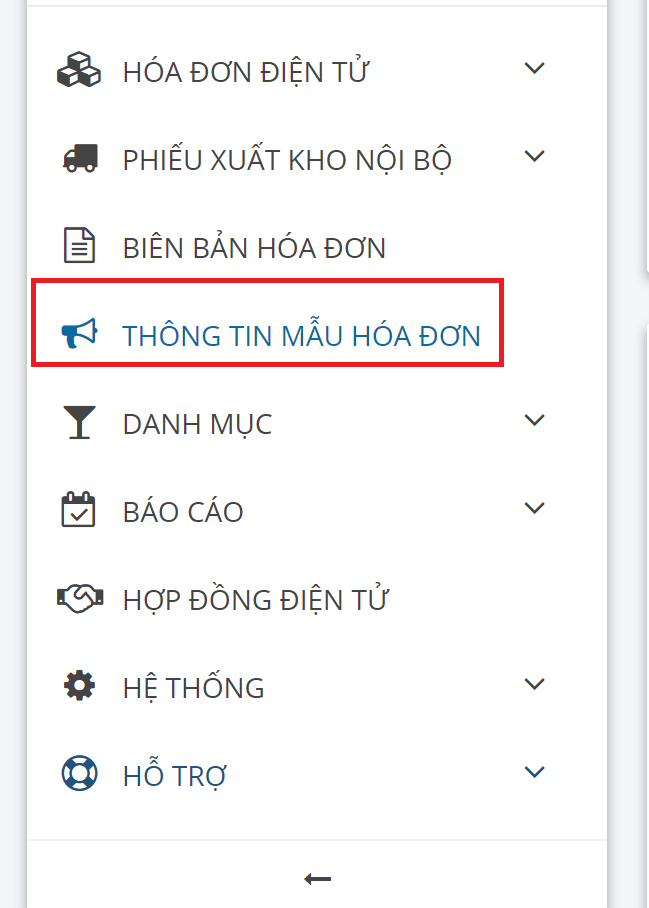 HÓA ĐƠN ĐIỆN TỬ
PHIẾU XUẤT KHO NỘI BỘ
BIÊN BẢN HÓA ĐƠN
THÔNG TIN MẪU HÓA ĐƠN
DANH MỤC
BÁO CÁO
HỢP ĐỒNG ĐIỆN TỬ
HỆ THỐNG
HỖ TRỢ